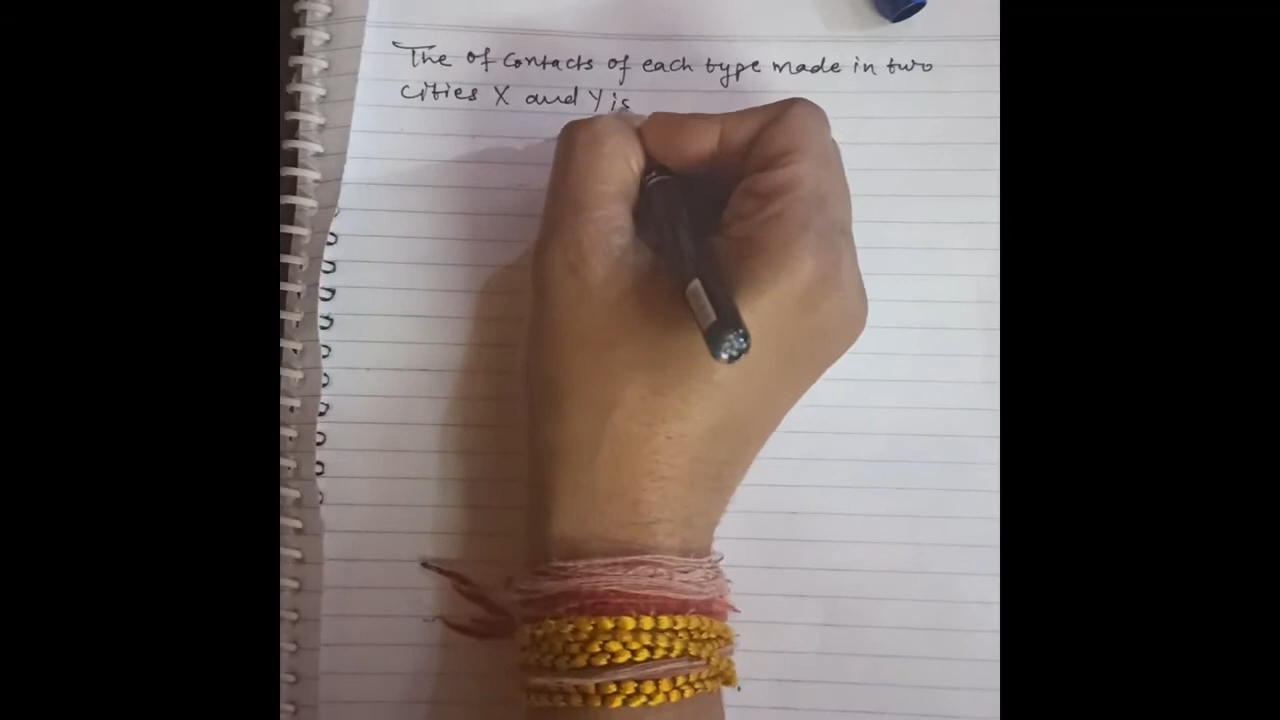 The of contacts of each type made in two
cities X and Y is